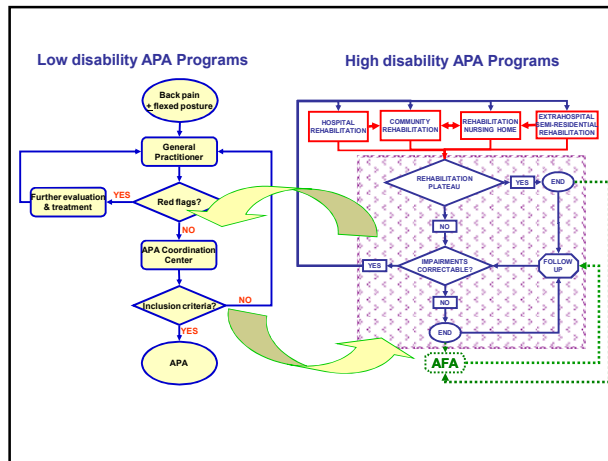 Low disability APA Programs
Back pain
± flexed posture
General
Practitioner
Further evaluation
& treatment
YES
Red flags?
NO
APA Coordination
Center
Inclusion criteria?
NO
YES
APA
High disability APA Programs
HOSPITAL
REHABILITATION
COMMUNITY
REHABILITATION
REHABILITATION
NURSING HOME
EXTRAHOSPITAL
SEMI-RESIDENTIAL
REHABILITATION
REHABILITATION
PLATEAU
YES
END
NO
YES
IMPAIRMENTS
CORRECTABLE?
FOLLOW
UP
NO
END
AFA